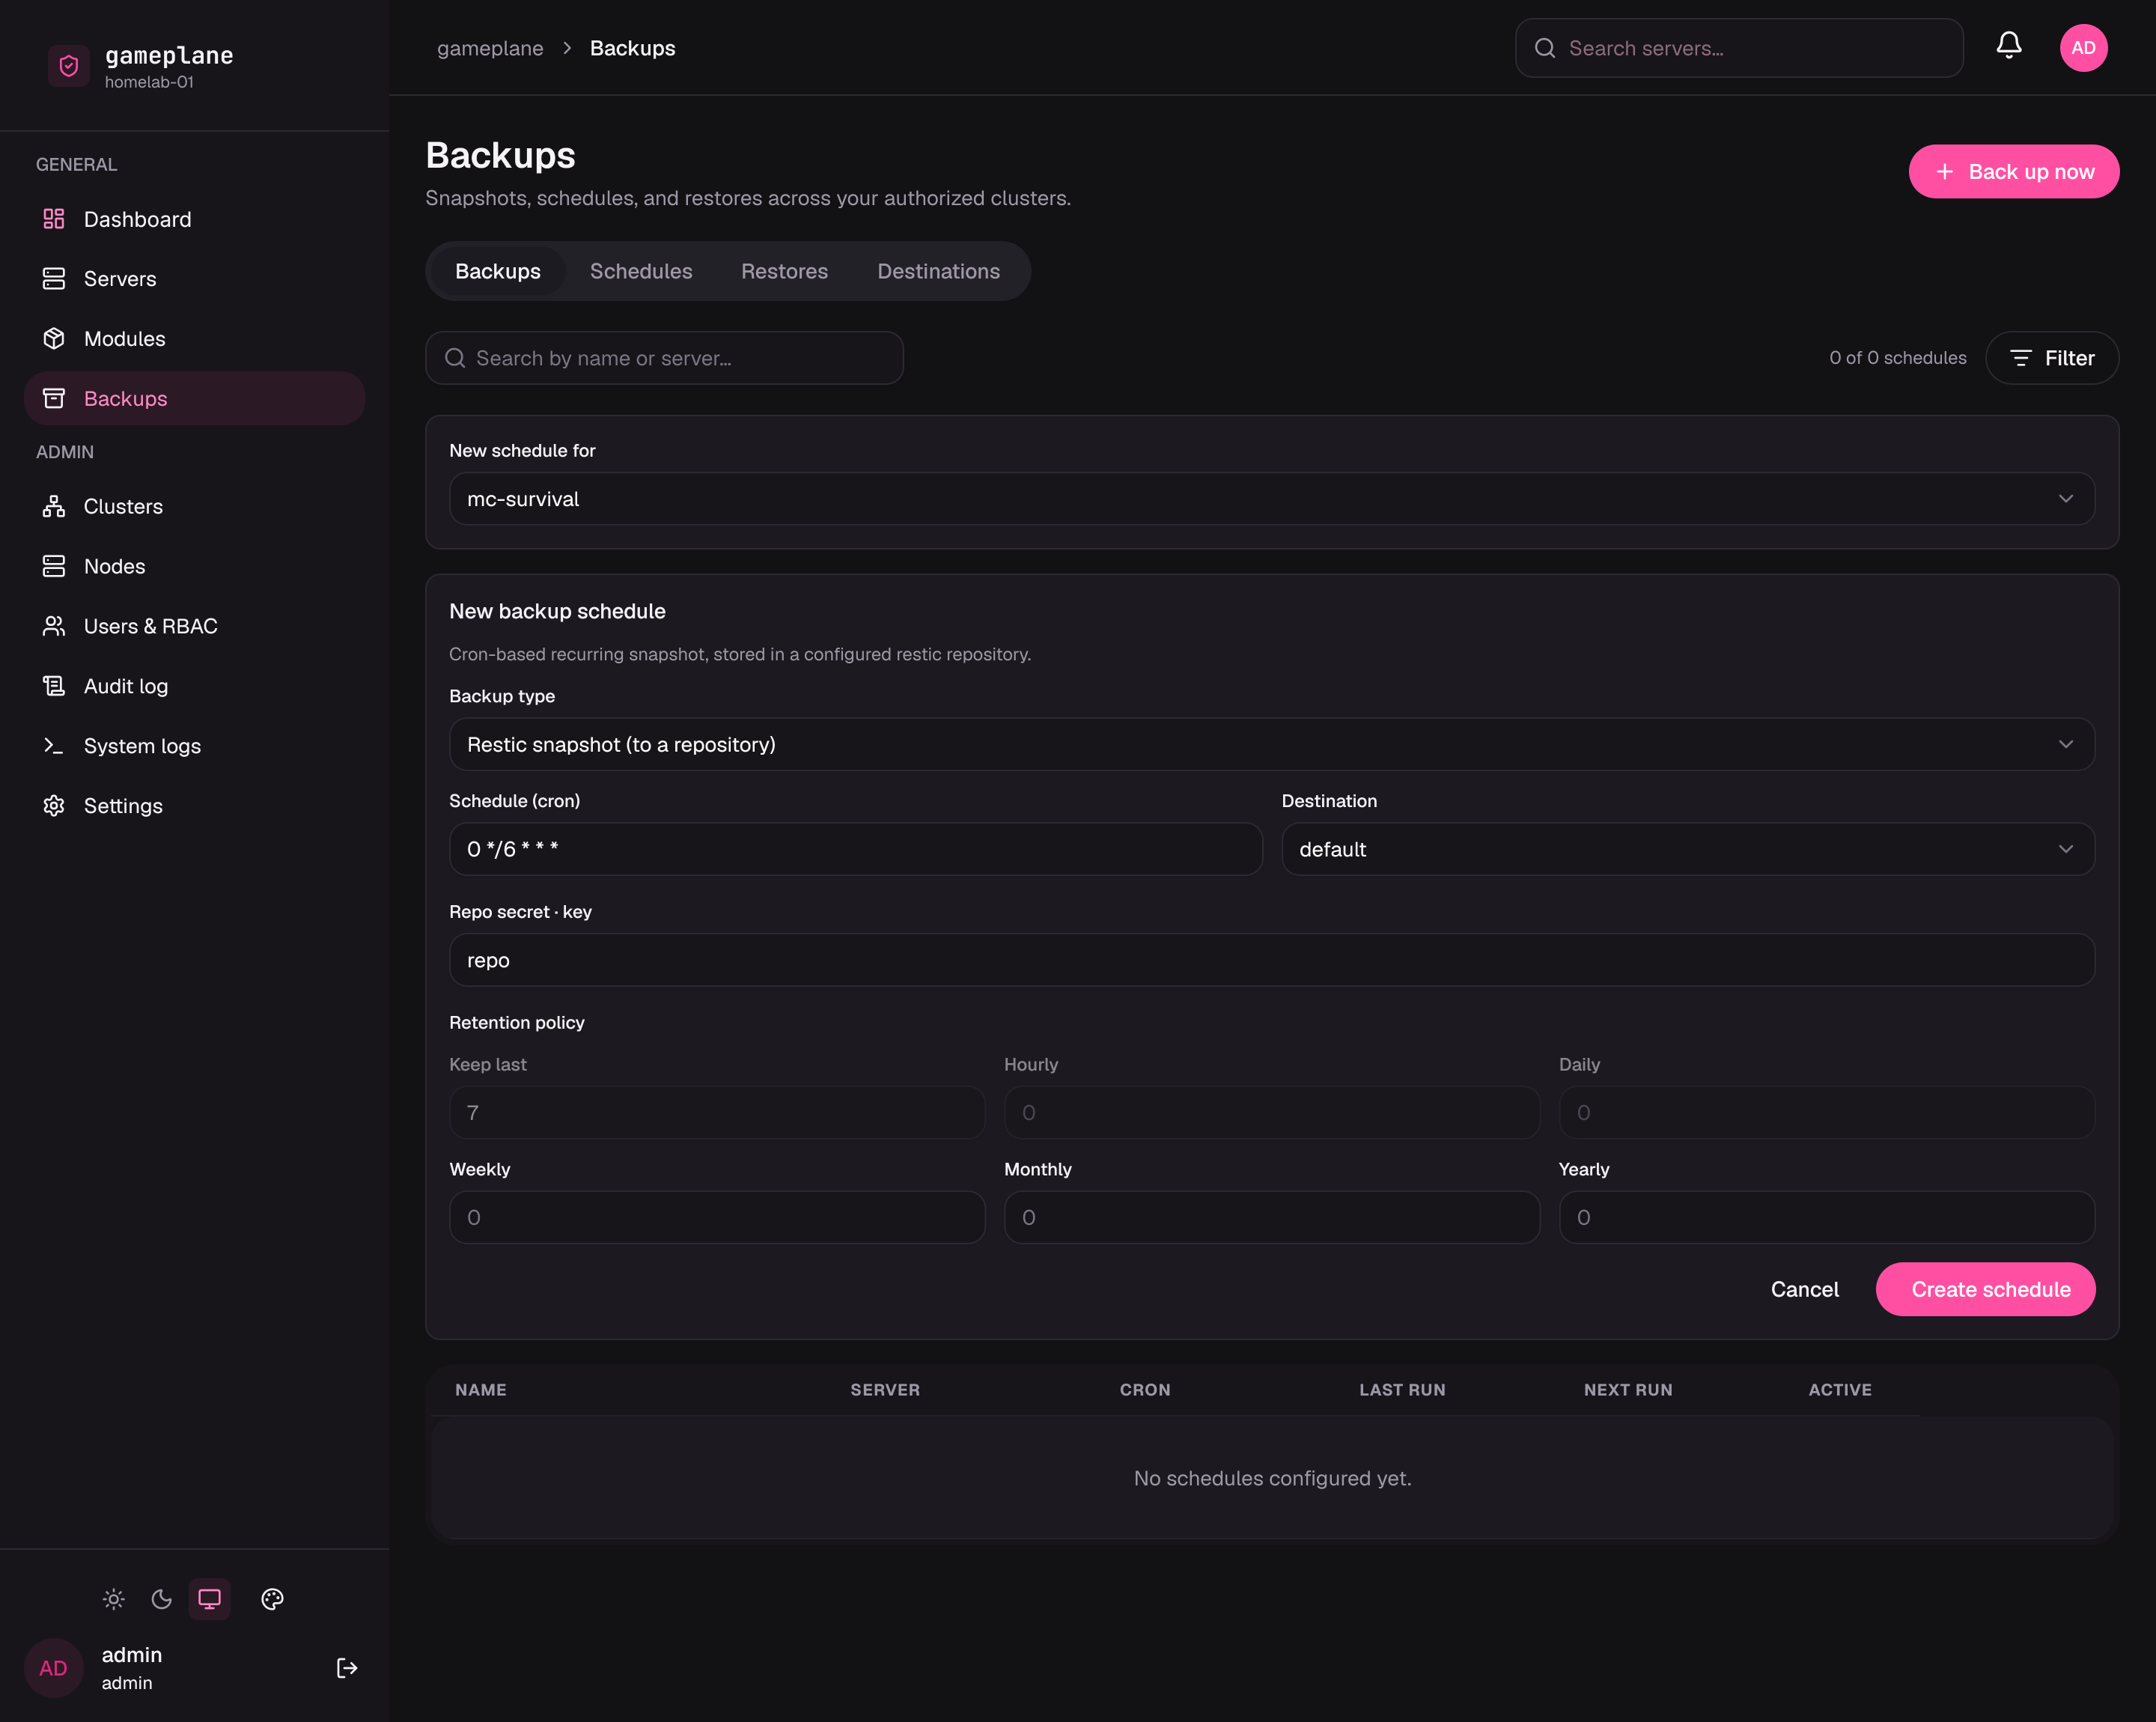 gameplane
homelab-01
GENERAL
Dashboard
Servers
Modules
Backups
ADMIN
Clusters
Nodes
Users & RBAC
Audit log
System logs
Settings
AD
admin
admin
gameplane > Backups
Search servers...
AD
Backups
Snapshots, schedules, and restores across your authorized clusters.
Back up now
Backups Schedules Restores Destinations
Search by name or server...
0 of 0 schedules
Filter
New schedule for
mc-survival
New backup schedule
Cron-based recurring snapshot, stored in a configured restic repository.
Backup type
Restic snapshot (to a repository)
Schedule (cron) Destination
0 */6 * * * default
Repo secret · key
repo
Retention policy
Keep last Hourly Daily
7 0 0
Weekly Monthly Yearly
0 0 0
Cancel Create schedule
NAME SERVER CRON LAST RUN NEXT RUN ACTIVE
No schedules configured yet.